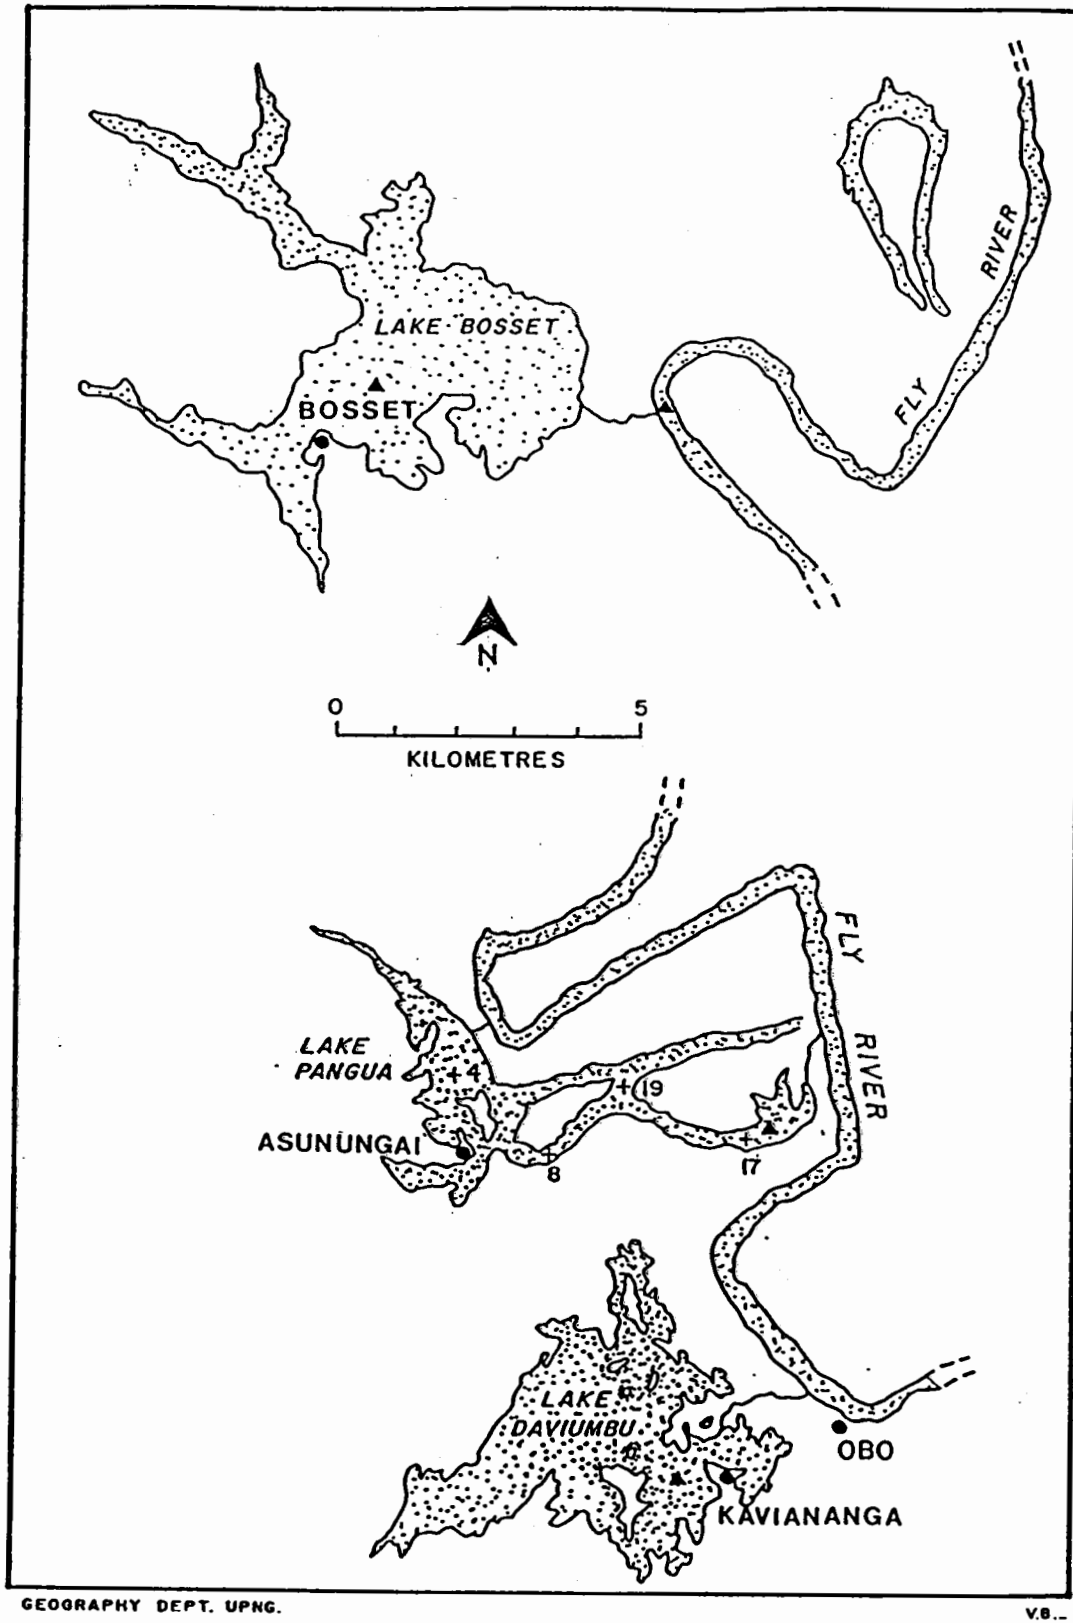 RIVER
LAKE BOSSET
FLY
BOSSET
N
0 5
KILOMETRES
FLY
RIVER
LAKE
PANGUA
4
19
ASUNUNGAI
8
17
LAKE
DAVIUMBU
OBO
KAVIANANGA
GEOGRAPHY DEPT. UPNG.
V.B.